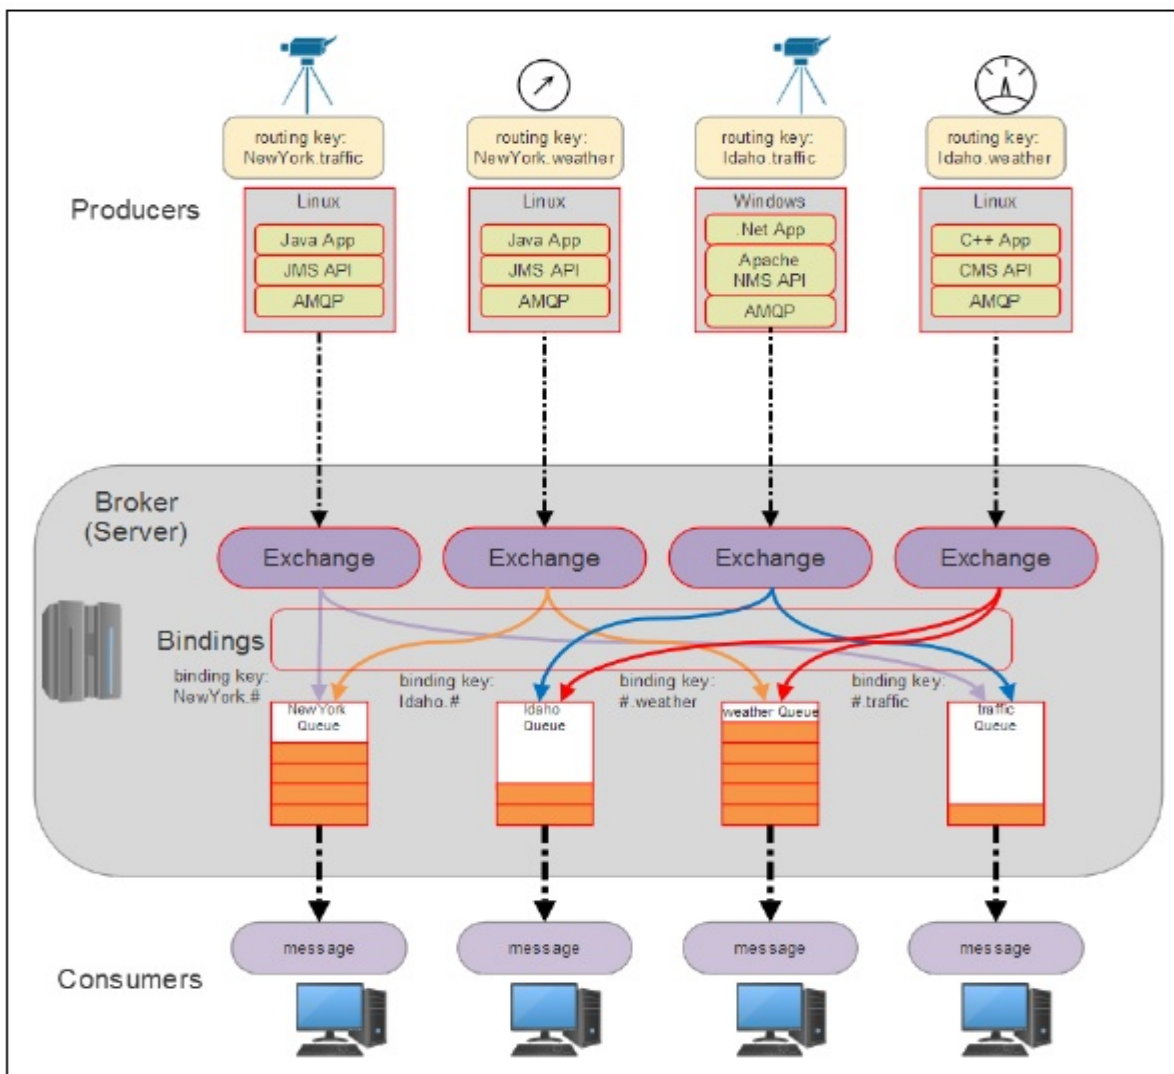 routing key:
NewYork.traffic
routing key:
NewYork.weather
routing key:
Idaho.traffic
routing key:
Idaho.weather
Producers
Linux
Java App
JMS API
AMQP
Linux
Java App
JMS API
AMQP
Windows
.Net App
Apache
NMS API
AMQP
Linux
C++ App
CMS API
AMQP
Broker
(Server)
Exchange
Exchange
Exchange
Exchange
Bindings
binding key:
NewYork.#
binding key:
Idaho.#
binding key:
#.weather
binding key:
#.traffic
NewYork
Queue
Idaho
Queue
weather Queue
traffic
Queue
message
message
message
message
Consumers